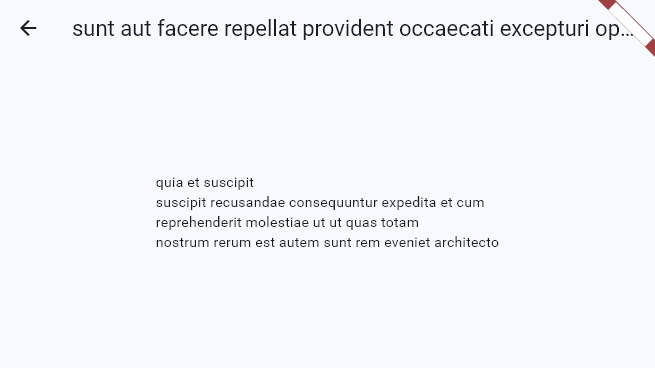 sunt aut facere repellat provident occaecati excepturi op...
quia et suscipit
suscipit recusandae consequuntur expedita et cum
reprehenderit molestiae ut ut quas totam
nostrum rerum est autem sunt rem eveniet architecto